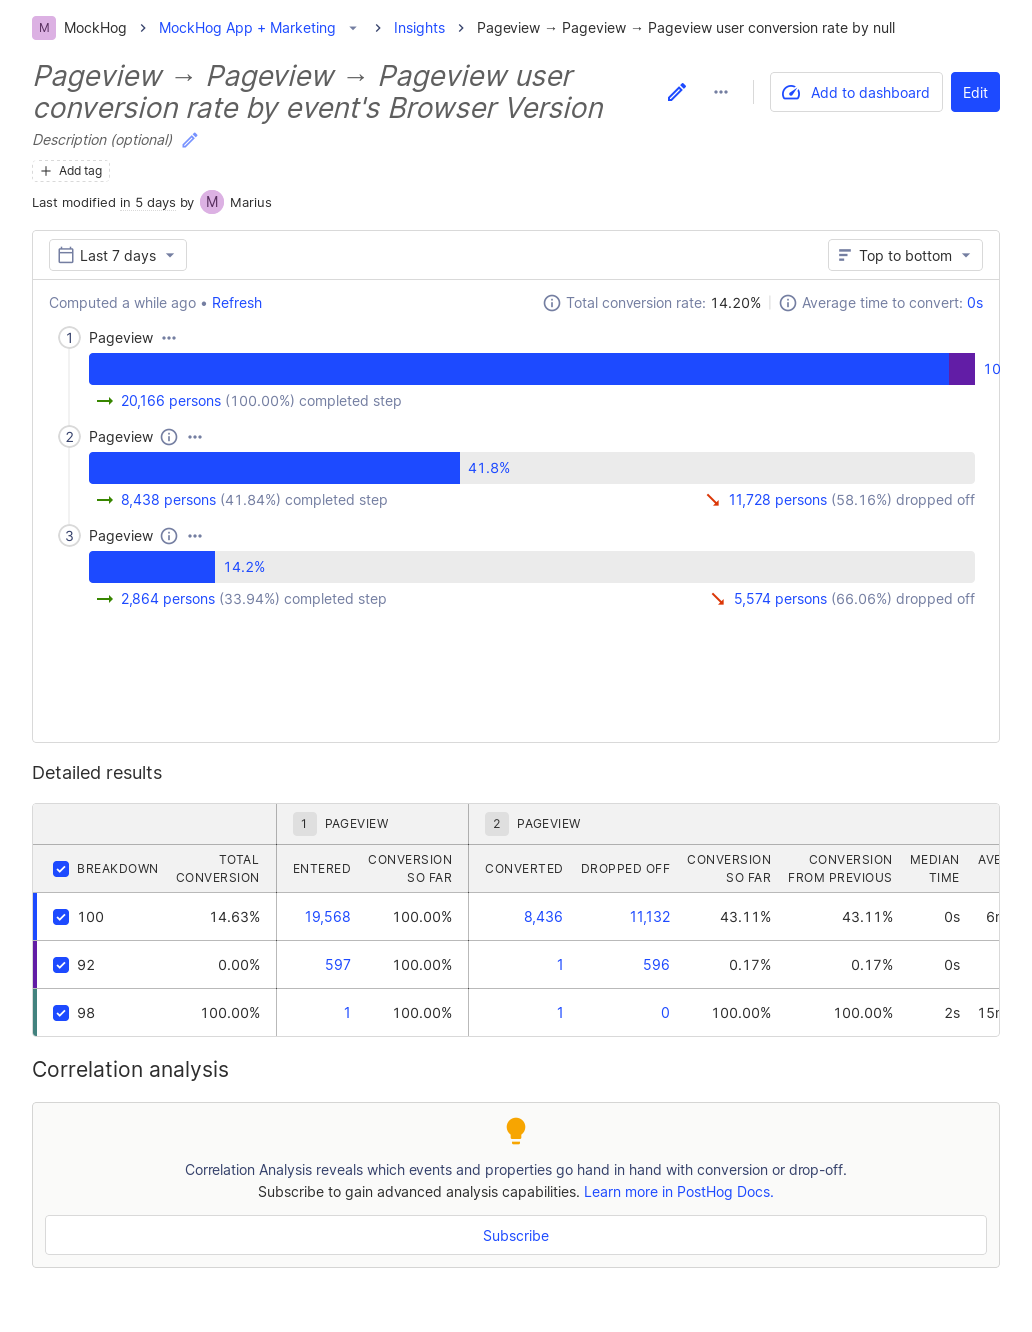 M MockHog > MockHog App + Marketing > Insights > Pageview → Pageview → Pageview user conversion rate by null
Pageview → Pageview → Pageview user
conversion rate by event's Browser Version
Add to dashboard
Edit
Description (optional)
+ Add tag
Last modified in 5 days by M Marius
Last 7 days
Top to bottom
Computed a while ago • Refresh
Total conversion rate: 14.20%
Average time to convert: 0s
1 Pageview
10
20,166 persons (100.00%) completed step
2 Pageview
41.8%
8,438 persons (41.84%) completed step
11,728 persons (58.16%) dropped off
3 Pageview
14.2%
2,864 persons (33.94%) completed step
5,574 persons (66.06%) dropped off
Detailed results
1 PAGEVIEW 2 PAGEVIEW
BREAKDOWN
TOTAL
CONVERSION
ENTERED
CONVERSION
SO FAR
CONVERTED
DROPPED OFF
CONVERSION
SO FAR
CONVERSION
FROM PREVIOUS
MEDIAN
TIME
AVE
100 14.63% 19,568 100.00% 8,436 11,132 43.11% 43.11% 0s
92 0.00% 597 100.00% 1 596 0.17% 0.17% 0s
98 100.00% 1 100.00% 1 0 100.00% 100.00% 2s
Correlation analysis
Correlation Analysis reveals which events and properties go hand in hand with conversion or drop-off.
Subscribe to gain advanced analysis capabilities. Learn more in PostHog Docs.
Subscribe